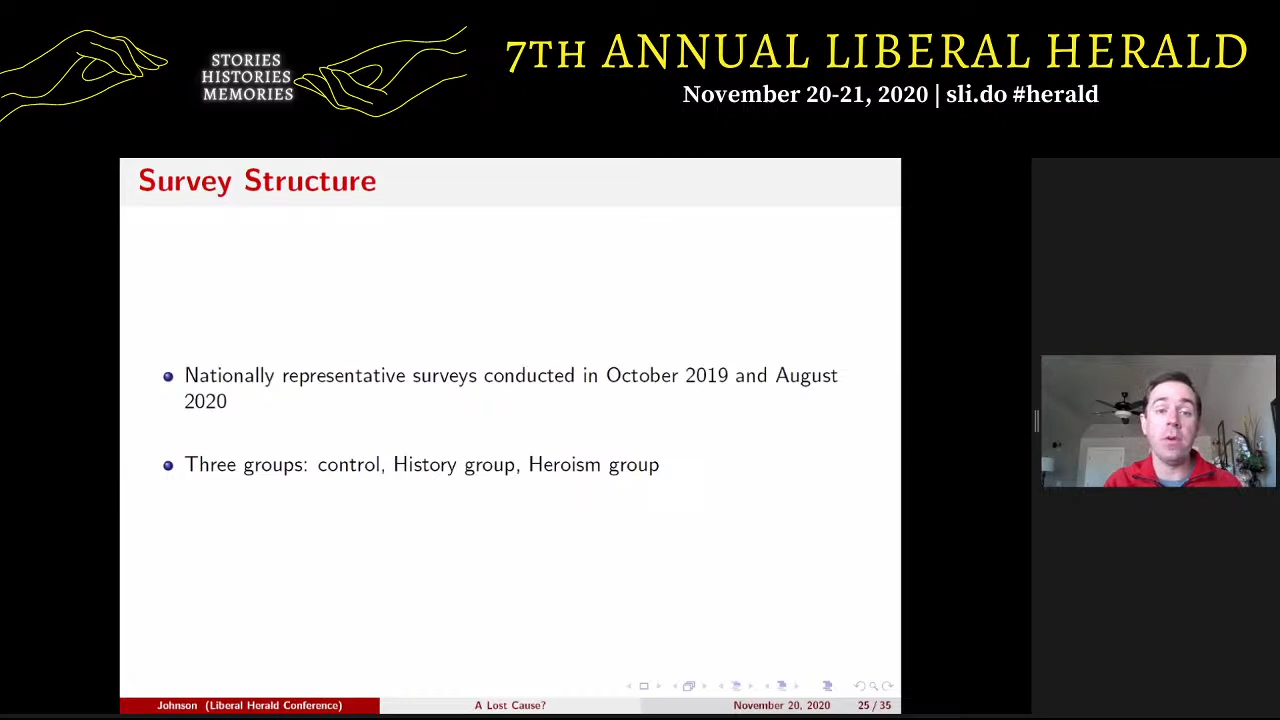 STORIES
HISTORIES
MEMORIES
7TH ANNUAL LIBERAL HERALD
November 20-21, 2020 | sli.do #herald
Survey Structure
Nationally representative surveys conducted in October 2019 and August
2020
Three groups: control, History group, Heroism group
Johnson (Liberal Herald Conference)
A Lost Cause?
November 20, 2020
25 / 35